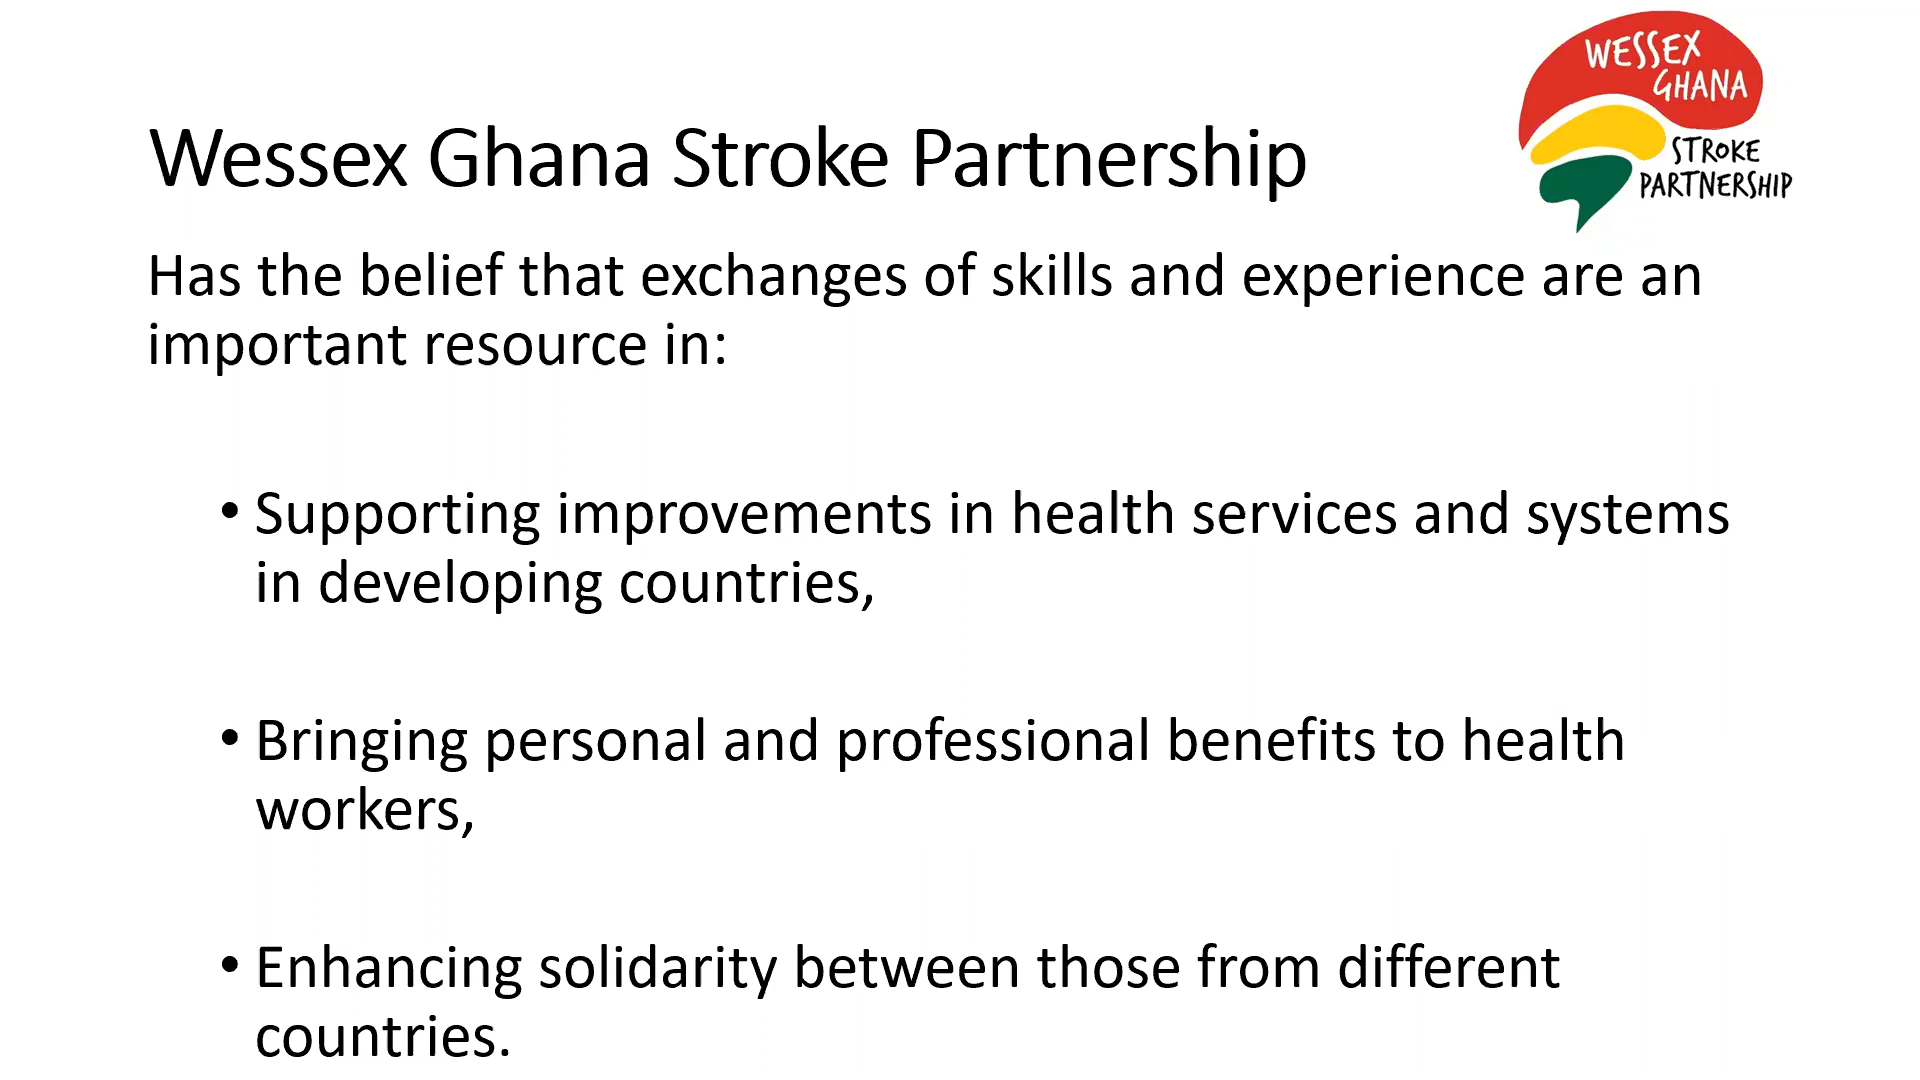 WESSEX
GHANA
STROKE
PARTNERSHIP
Wessex Ghana Stroke Partnership
Has the belief that exchanges of skills and experience are an
important resource in:
• Supporting improvements in health services and systems
in developing countries,
• Bringing personal and professional benefits to health
workers,
• Enhancing solidarity between those from different
countries.